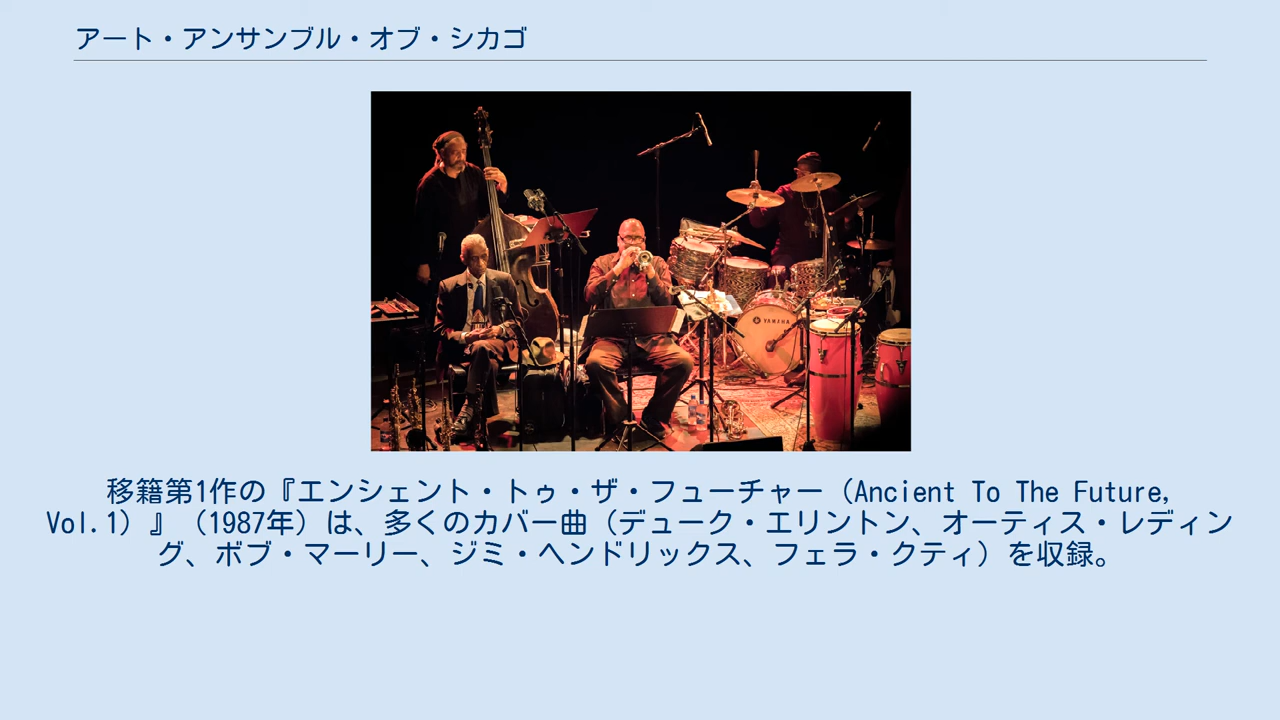 アート・アンサンブル・オブ・シカゴ
YAMAHA
移籍第1作の『エンシェント・トゥ・ザ・フューチャー（Ancient To The Future,
Vol.1）』（1987年）は、多くのカバー曲（デューク・エリントン、オーティス・レディン
グ、ボブ・マーリー、ジミ・ヘンドリックス、フェラ・クティ）を収録。